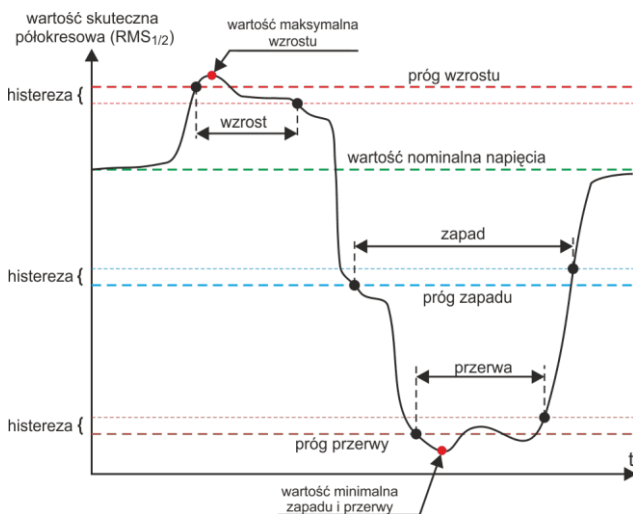 wartość skuteczna
półokresowa (RMS1/2)
wartość maksymalna
wzrostu
próg wzrostu
histereza {
wzrost
wartość nominalna napięcia
zapad
histereza {
próg zapadu
przerwa
histereza {
próg przerwy
t
wartość minimalna
zapadu i przerwy